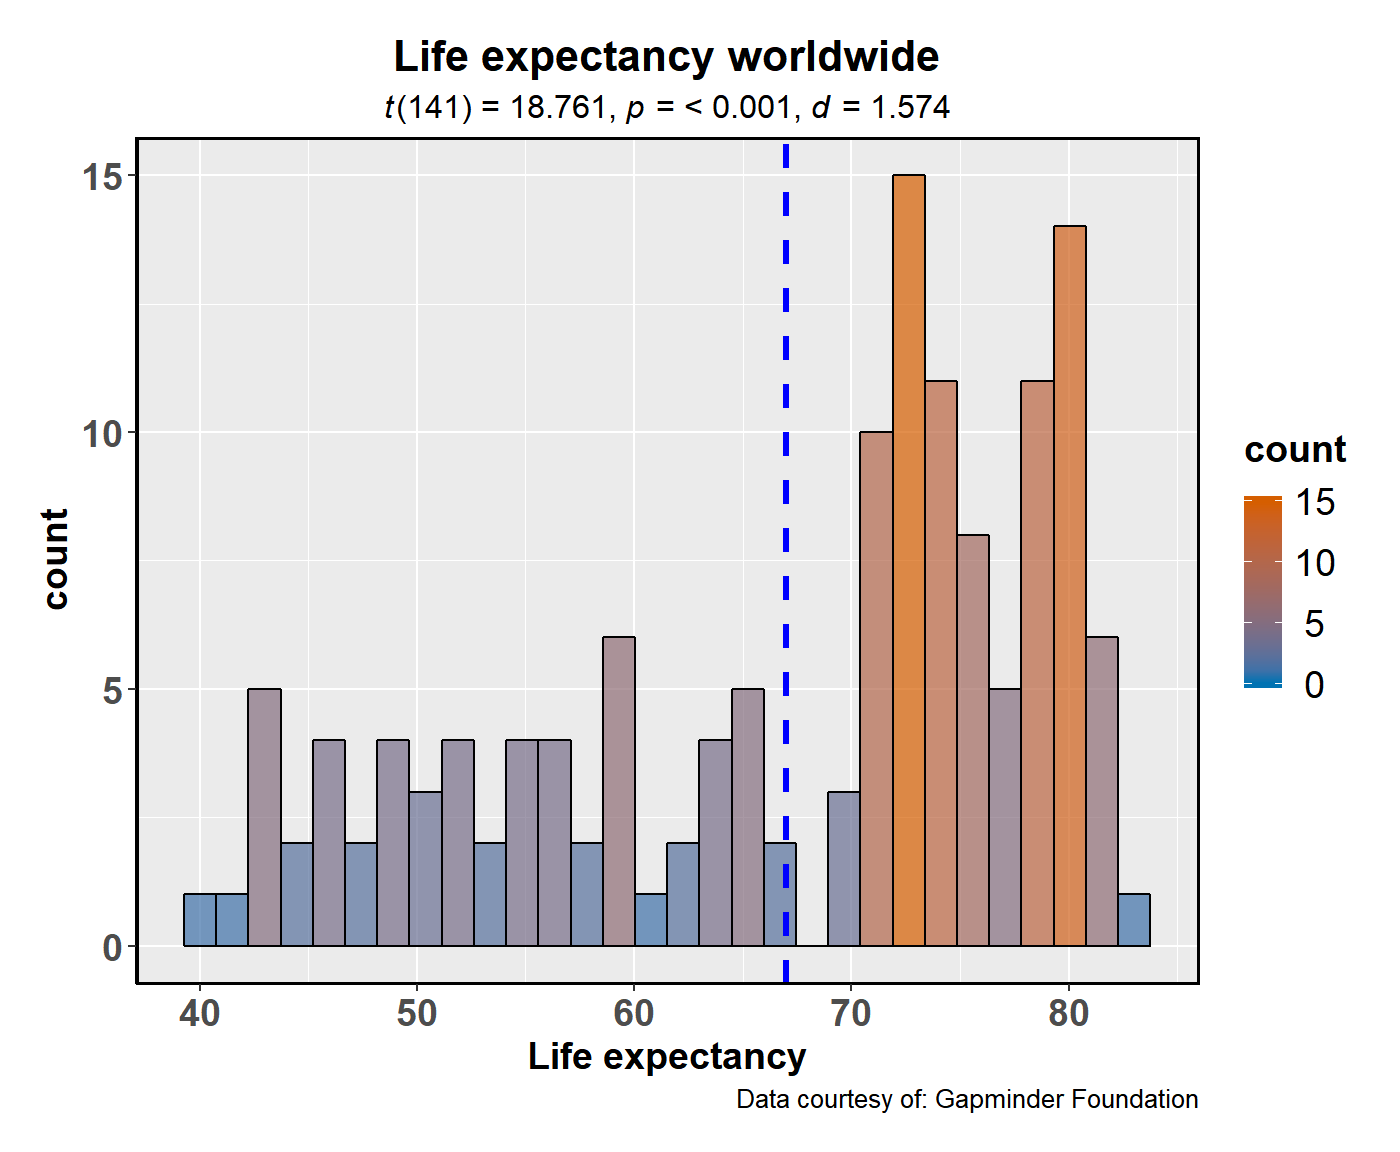 Life expectancy worldwide
t(141) = 18.761, p = < 0.001, d = 1.574
15
10
5
0
count
40 50 60 70 80
Life expectancy
Data courtesy of: Gapminder Foundation
count
15
10
5
0